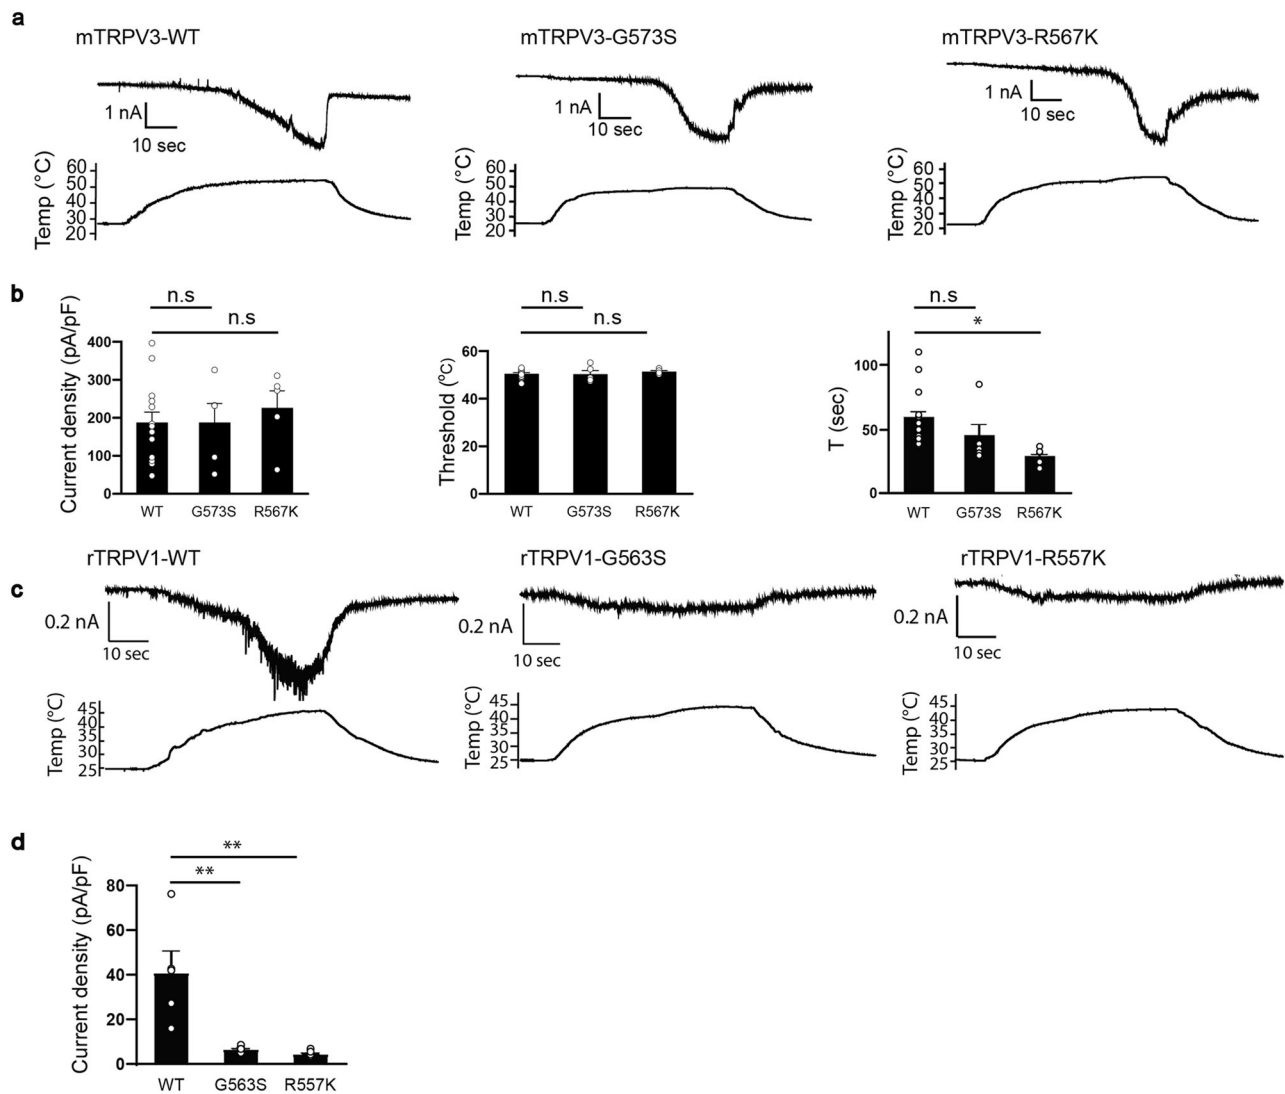 a
mTRPV3-WT
mTRPV3-G573S
mTRPV3-R567K
1 nA
10 sec
1 nA
10 sec
1 nA
10 sec
Temp (°C)
60
50
40
30
20
Temp (°C)
60
50
40
30
20
Temp (°C)
60
50
40
30
20
b
n.s
n.s
Current density (pA/pF)
400
300
200
100
0
WT
G573S
R567K
n.s
n.s
Threshold (°C)
60
40
20
0
WT
G573S
R567K
n.s
*
T (sec)
100
50
0
WT
G573S
R567K
c
rTRPV1-WT
rTRPV1-G563S
rTRPV1-R557K
0.2 nA
10 sec
0.2 nA
10 sec
0.2 nA
10 sec
Temp (°C)
45
40
35
30
25
Temp (°C)
45
40
35
30
25
Temp (°C)
45
40
35
30
25
d
**
**
Current density (pA/pF)
80
60
40
20
0
WT
G563S
R557K